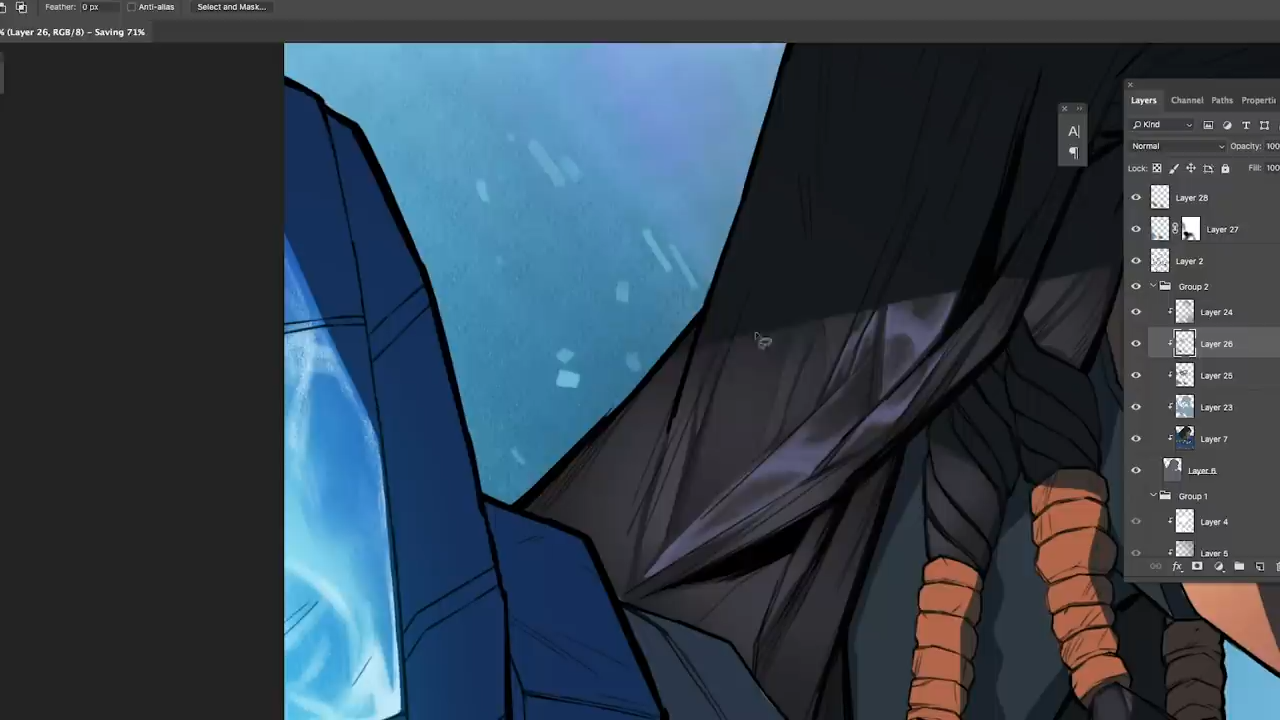 Feather: 0 px Anti-alias Select and Mask...
% (Layer 26, RGB/8) – Saving 71%
Layers Channel Paths Properti
A|
Kind T
¶
Normal Opacity: 100
Lock: Fill: 100
Layer 28
Layer 27
Layer 2
Group 2
Layer 24
Layer 26
Layer 25
Layer 23
Layer 7
Layer 6
Group 1
Layer 4
Layer 5
fx